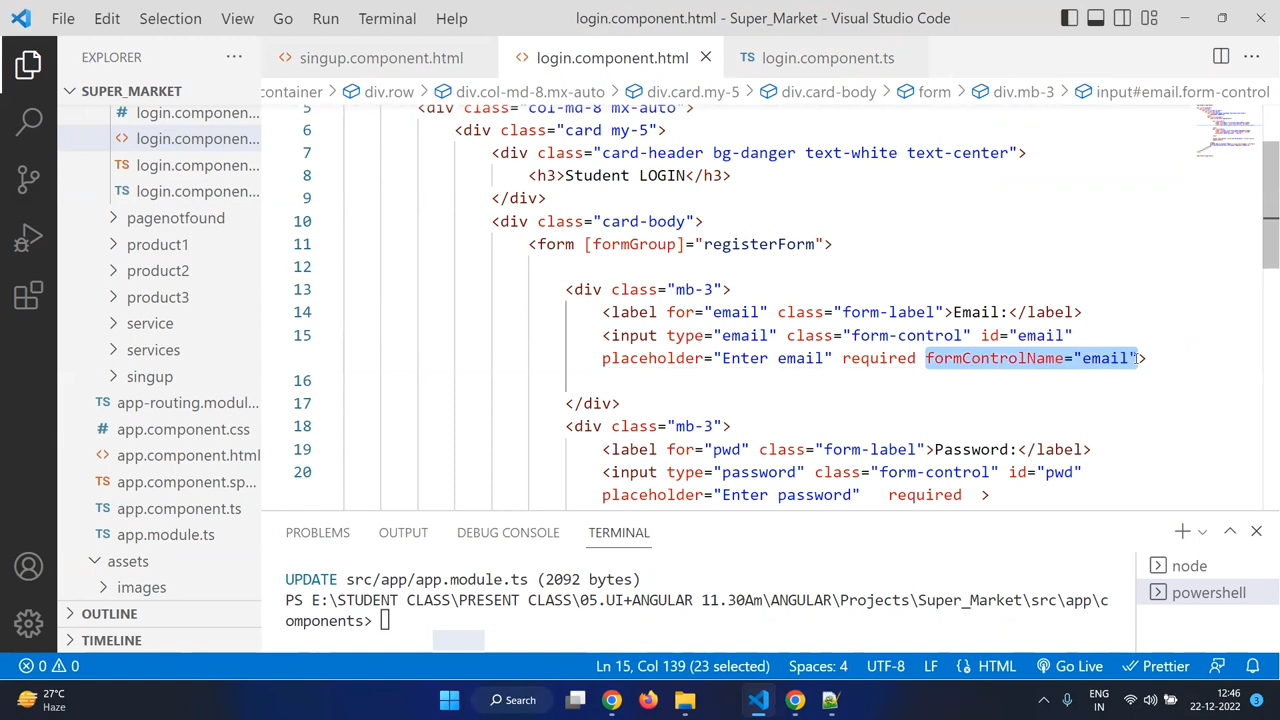 File Edit Selection View Go Run Terminal Help login.component.html - Super_Market - Visual Studio Code
EXPLORER ... singup.component.html login.component.html login.component.ts
SUPER_MARKET
ontainer div.row div.col-md-8.mx-auto div.card.my-5 div.card-body form div.mb-3 input#email.form-control
login.componen...
login.componen...
login.componen...
login.componen...
pagenotfound
product1
product2
product3
service
services
singup
app-routing.modul...
app.component.css
app.component.html
app.component.sp...
app.component.ts
app.module.ts
assets
images
OUTLINE
TIMELINE
5 <div class="col-md-8 mx-auto">
6 <div class="card my-5">
7 <div class="card-header bg-danger text-white text-center">
8 <h3>Student LOGIN</h3>
9 </div>
10 <div class="card-body">
11 <form [formGroup]="registerForm">
12
13 <div class="mb-3">
14 <label for="email" class="form-label">Email:</label>
15 <input type="email" class="form-control" id="email"
placeholder="Enter email" required formControlName="email">
16
17 </div>
18 <div class="mb-3">
19 <label for="pwd" class="form-label">Password:</label>
20 <input type="password" class="form-control" id="pwd"
placeholder="Enter password" required >
PROBLEMS OUTPUT DEBUG CONSOLE TERMINAL
UPDATE src/app/app.module.ts (2092 bytes)
PS E:\STUDENT CLASS\PRESENT CLASS\05.UI+ANGULAR 11.30Am\ANGULAR\Projects\Super_Market\src\app\c
omponents>
node
powershell
0 0 Ln 15, Col 139 (23 selected) Spaces: 4 UTF-8 LF HTML Go Live Prettier
27°C
Haze
Search
ENG
IN
12:46
22-12-2022
3